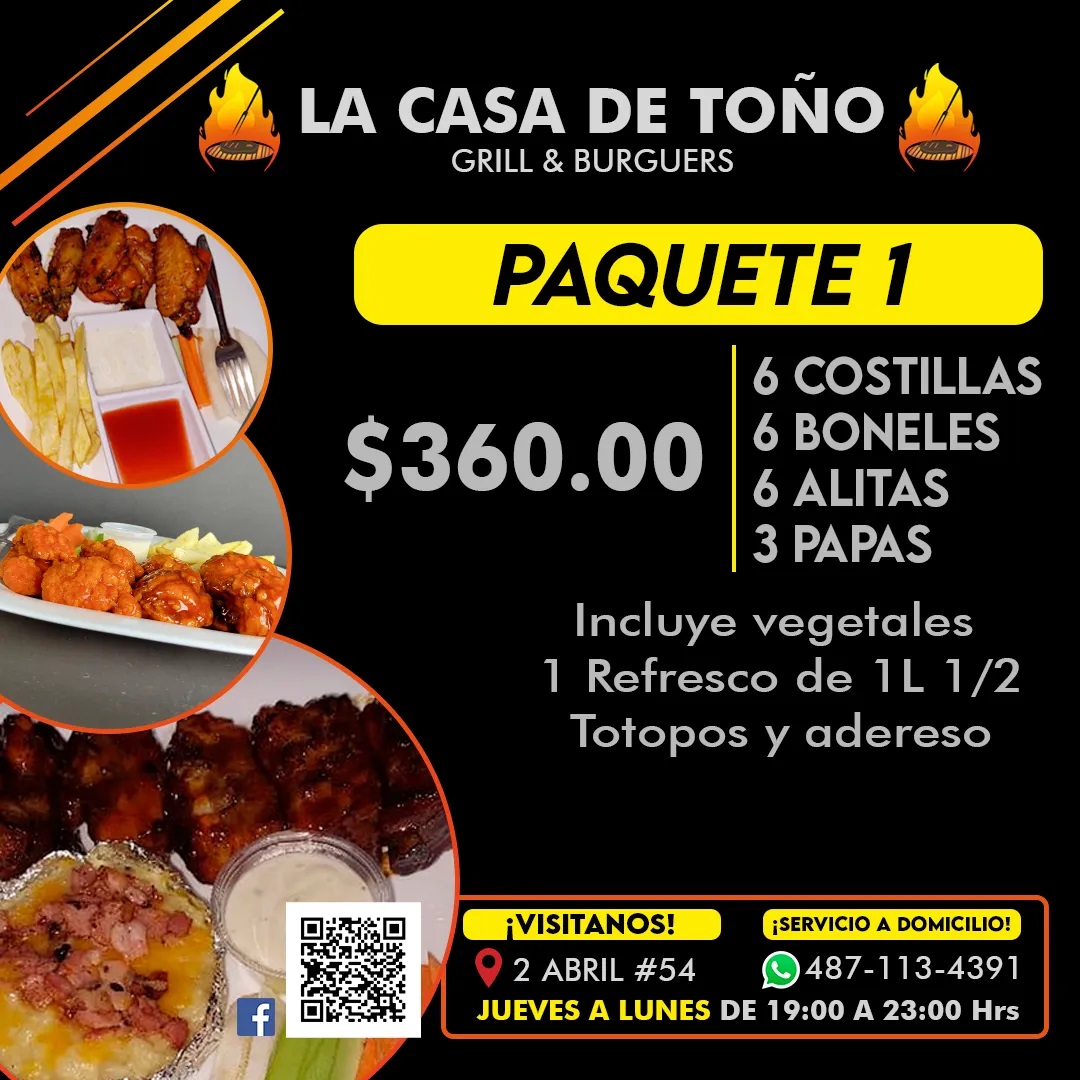 LA CASA DE TOÑO
GRILL & BURGUERS
PAQUETE 1
$360.00
6 COSTILLAS
6 BONELES
6 ALITAS
3 PAPAS
Incluye vegetales
1 Refresco de 1L 1/2
Totopos y adereso
¡VISITANOS!
2 ABRIL #54
¡SERVICIO A DOMICILIO!
487-113-4391
JUEVES A LUNES DE 19:00 A 23:00 Hrs